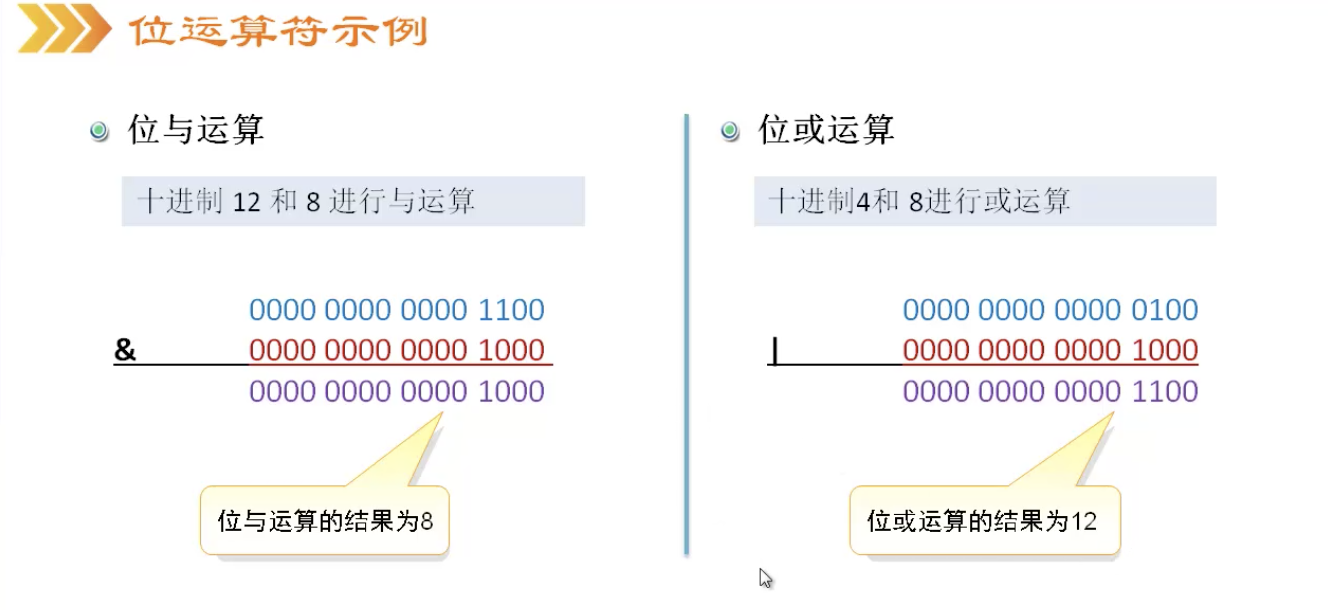 位运算符示例
位与运算
十进制 12 和 8 进行与运算
0000 0000 0000 1100
& 0000 0000 0000 1000
0000 0000 0000 1000
位与运算的结果为8
位或运算
十进制4和 8进行或运算
0000 0000 0000 0100
| 0000 0000 0000 1000
0000 0000 0000 1100
位或运算的结果为12